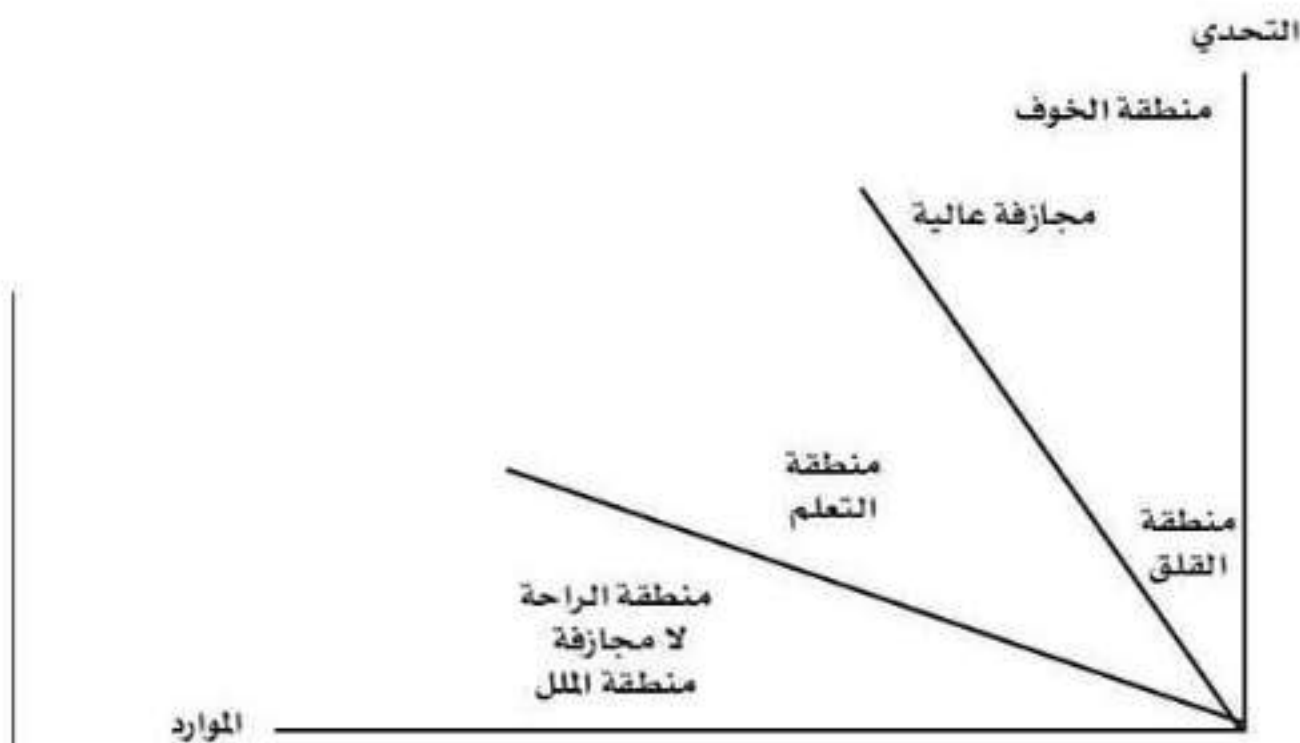 التحدي
منطقة الخوف
مجازفة عالية
منطقة
التعلم
منطقة
القلق
منطقة الراحة
لا مجازفة
منطقة الملل
الموارد